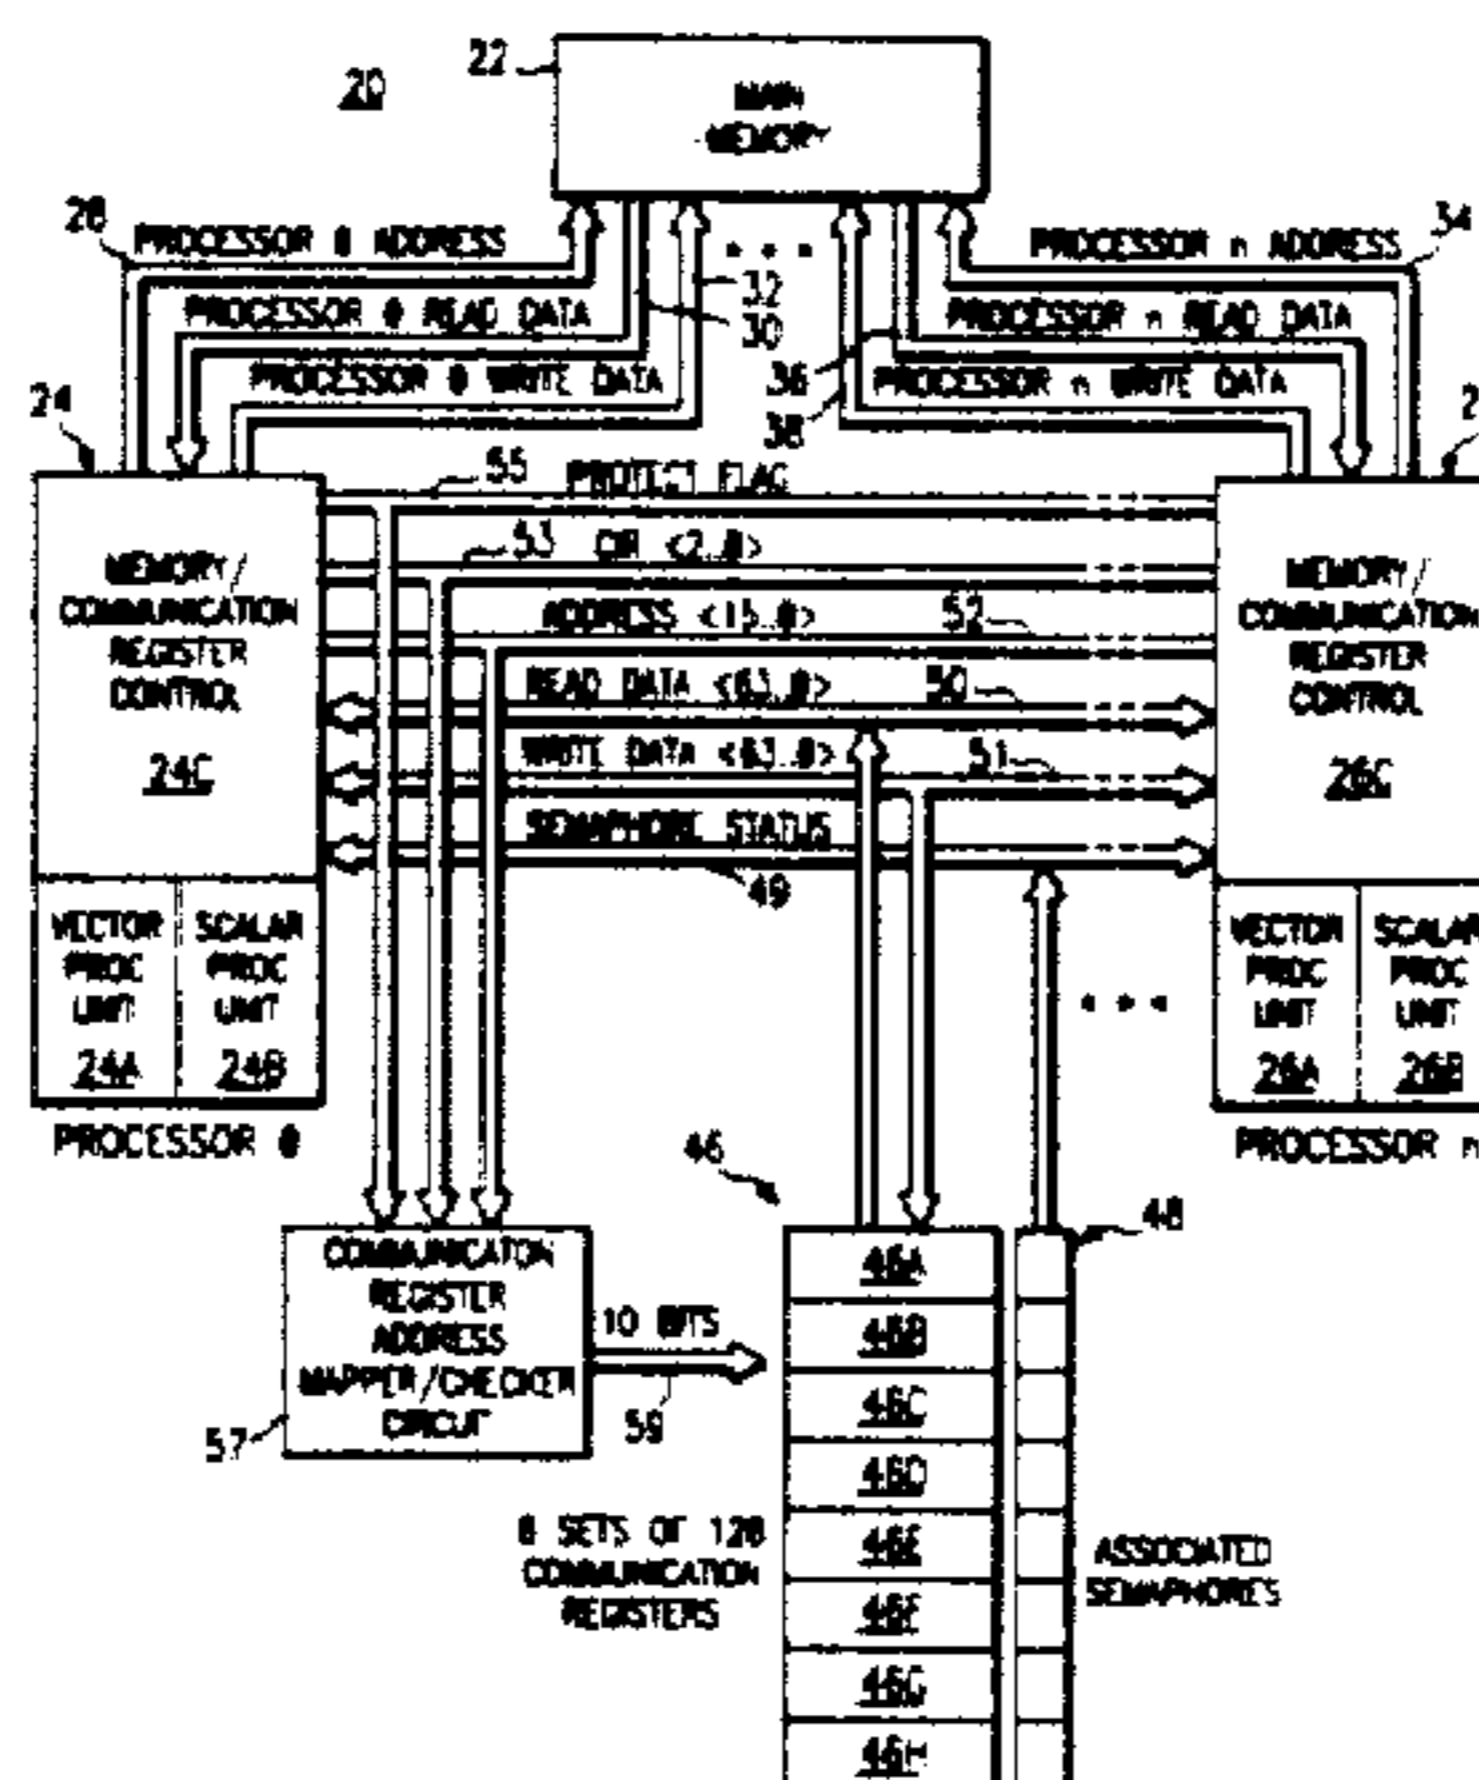 20
22
MAIN
MEMORY
28
PROCESSOR 0 ADDRESS
PROCESSOR n ADDRESS
34
PROCESSOR 0 READ DATA
32
30
PROCESSOR n READ DATA
PROCESSOR 0 WRITE DATA
36
38
PROCESSOR n WRITE DATA
24
2
55
PROTECT FLAG
53
CIR <2..0>
ADDRESS <15..0>
52
READ DATA <63..0>
50
WRITE DATA <63..0>
51
SEMAPHORE STATUS
49
MEMORY/
COMMUNICATION
REGISTER
CONTROL
24C
VECTOR
PROC
UNIT
24A
SCALAR
PROC
UNIT
24B
PROCESSOR 0
MEMORY/
COMMUNICATION
REGISTER
CONTROL
26C
VECTOR
PROC
UNIT
26A
SCALAR
PROC
UNIT
26B
PROCESSOR n
46
48
COMMUNICATON
REGISTER
ADDRESS
MAPPER/CHECKER
CIRCUIT
57
10 BITS
59
46A
46B
46C
46D
46E
46F
46G
46H
8 SETS OF 128
COMMUNICATION
REGISTERS
ASSOCIATED
SEMAPHORES